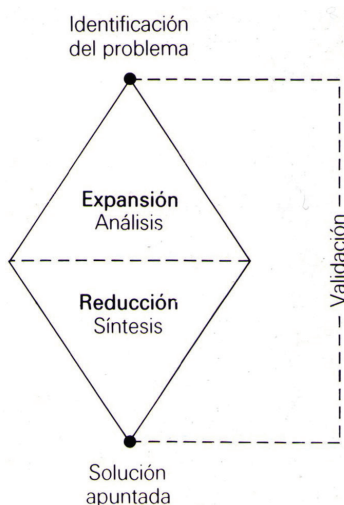 Identificación
del problema
Expansión
Análisis
Reducción
Síntesis
Validación
Solución
apuntada